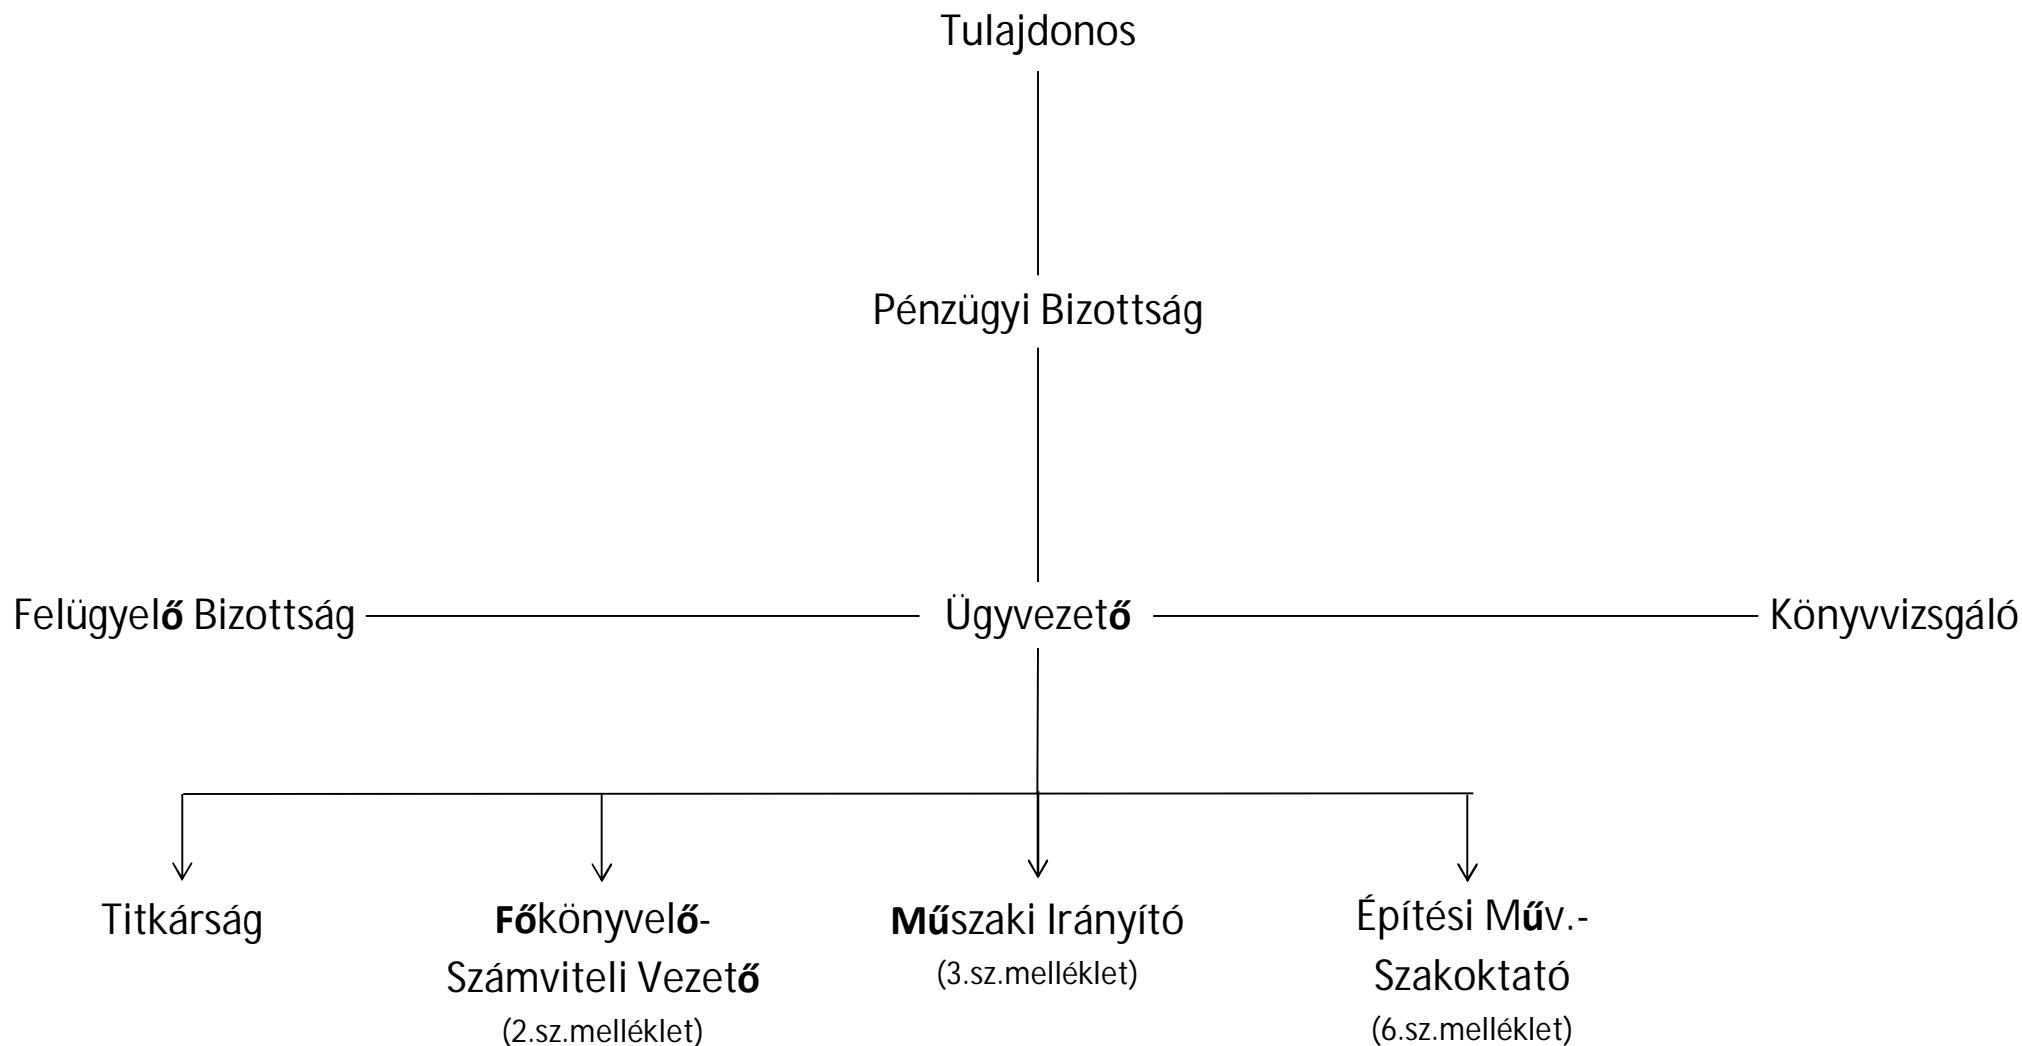 Tulajdonos
Pénzügyi Bizottság
Felügyelő Bizottság
Ügyvezető
Könyvvizsgáló
Titkárság
Főkönyvelő-
Számviteli Vezető
(2.sz.melléklet)
Műszaki Irányító
(3.sz.melléklet)
Építési Műv.-
Szakoktató
(6.sz.melléklet)